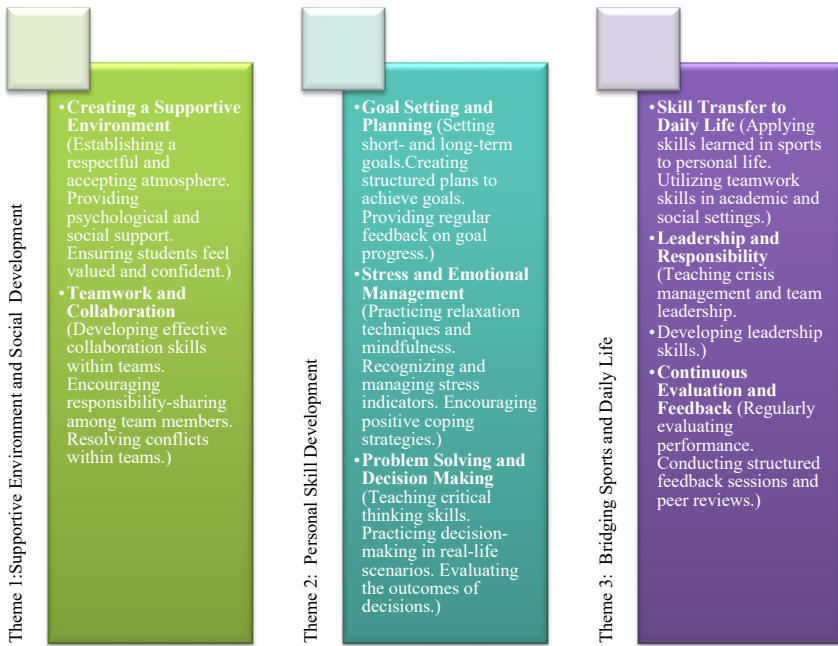 Theme 1:Supportive Environment and Social Development
•Creating a Supportive
Environment
(Establishing a
respectful and
accepting atmosphere.
Providing
psychological and
social support.
Ensuring students feel
valued and confident.)
•Teamwork and
Collaboration
(Developing effective
collaboration skills
within teams.
Encouraging
responsibility-sharing
among team members.
Resolving conflicts
within teams.)
Theme 2: Personal Skill Development
•Goal Setting and
Planning (Setting
short- and long-term
goals.Creating
structured plans to
achieve goals.
Providing regular
feedback on goal
progress.)
•Stress and Emotional
Management
(Practicing relaxation
techniques and
mindfulness.
Recognizing and
managing stress
indicators. Encouraging
positive coping
strategies.)
•Problem Solving and
Decision Making
(Teaching critical
thinking skills.
Practicing decision-
making in real-life
scenarios. Evaluating
the outcomes of
decisions.)
Theme 3: Bridging Sports and Daily Life
•Skill Transfer to
Daily Life (Applying
skills learned in sports
to personal life.
Utilizing teamwork
skills in academic and
social settings.)
•Leadership and
Responsibility
(Teaching crisis
management and team
leadership.
•Developing leadership
skills.)
•Continuous
Evaluation and
Feedback (Regularly
evaluating
performance.
Conducting structured
feedback sessions and
peer reviews.)